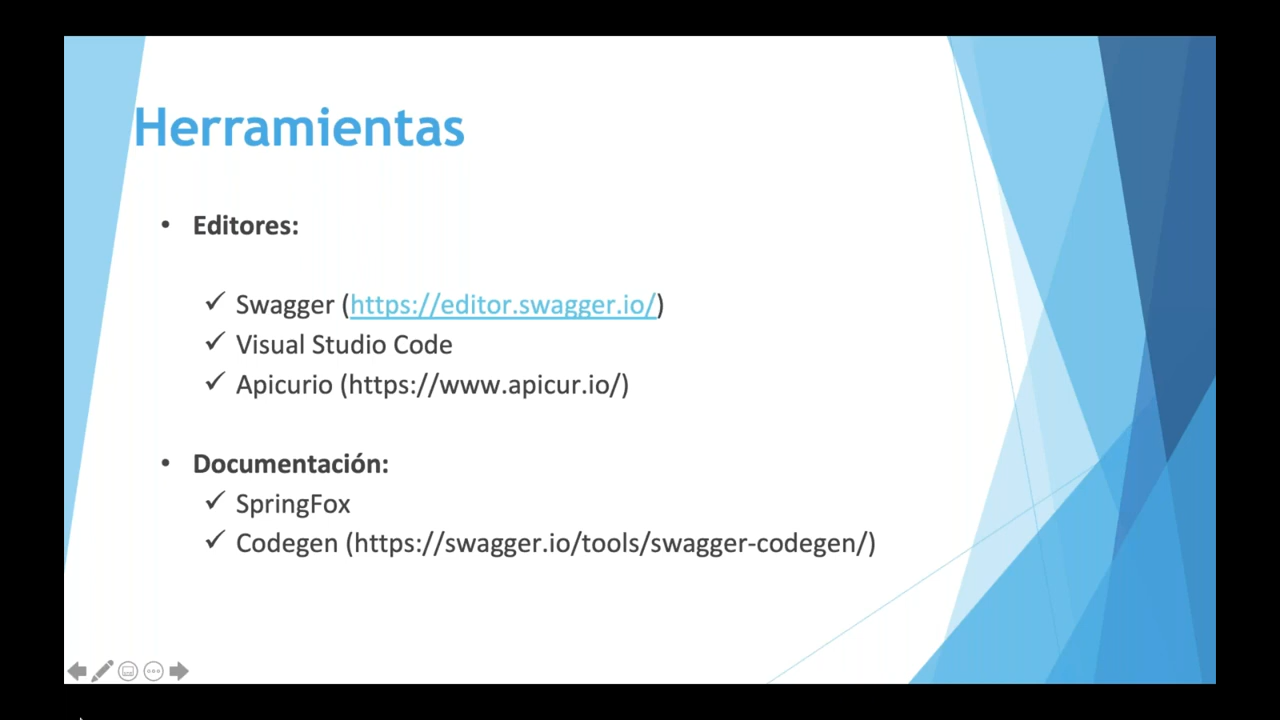 Herramientas
• Editores:
✓ Swagger (https://editor.swagger.io/)
✓ Visual Studio Code
✓ Apicurio (https://www.apicur.io/)
• Documentación:
✓ SpringFox
✓ Codegen (https://swagger.io/tools/swagger-codegen/)